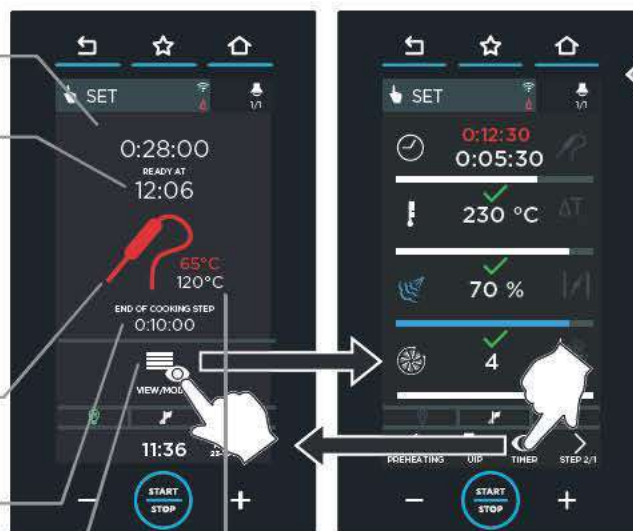 SET
1/1
0:28:00
READY AT
12:06
65°C
120°C
END OF COOKING STEP
0:10:00
VIEW/MOD
11:36
START
STOP
SET
1/1
0:12:30
0:05:30
230 °C
ΔT
70 %
4
PREHEATING
TIMER
STEP 2/1
START
STOP